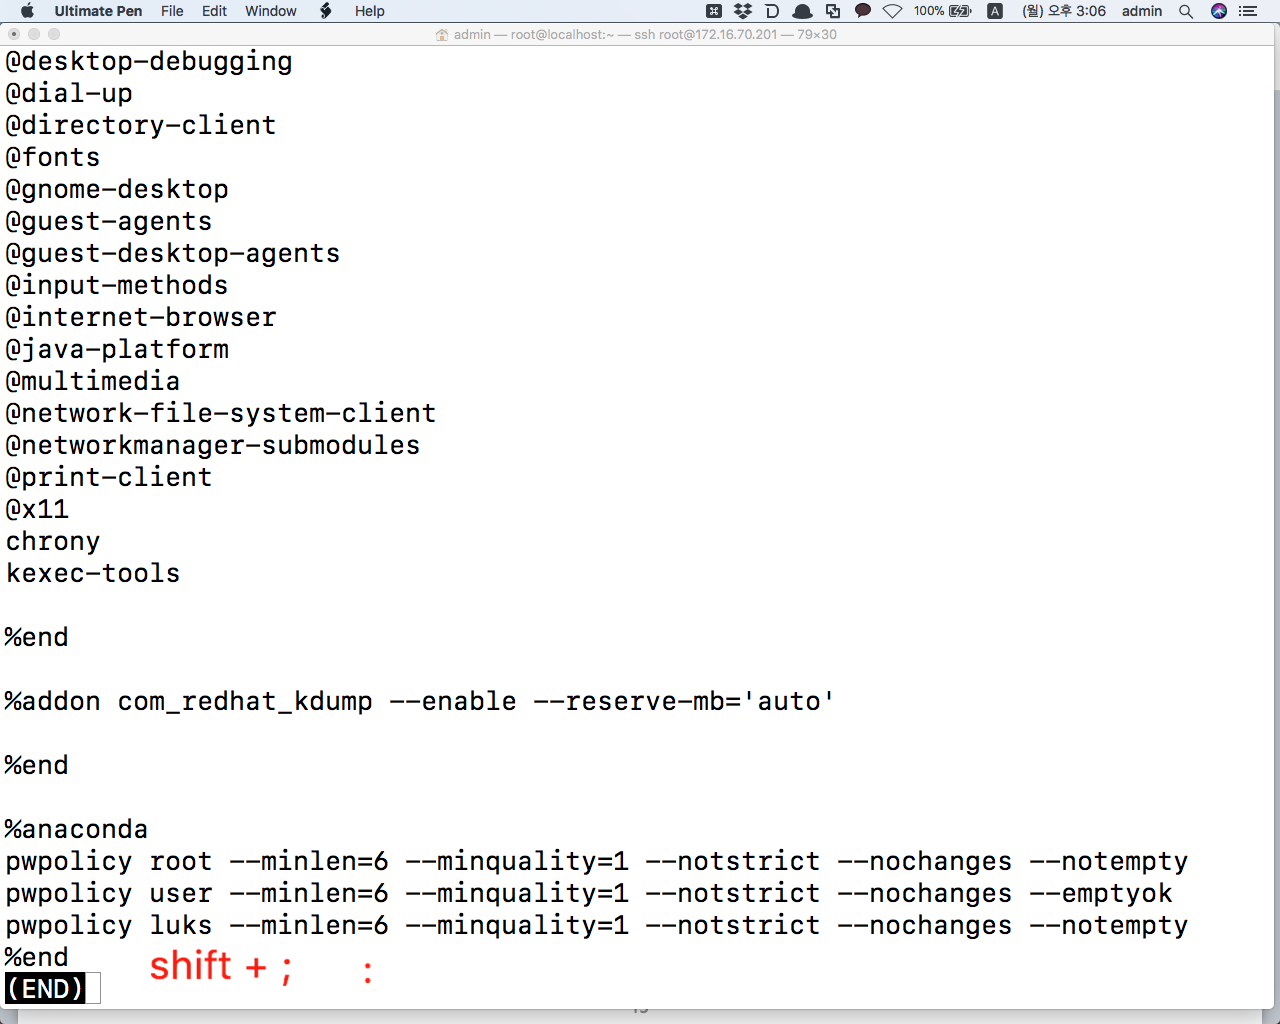 Ultimate Pen File Edit Window Help 100% A (월) 오후 3:06 admin
admin — root@localhost:~ — ssh root@172.16.70.201 — 79×30
@desktop-debugging
@dial-up
@directory-client
@fonts
@gnome-desktop
@guest-agents
@guest-desktop-agents
@input-methods
@internet-browser
@java-platform
@multimedia
@network-file-system-client
@networkmanager-submodules
@print-client
@x11
chrony
kexec-tools
%end
%addon com_redhat_kdump --enable --reserve-mb='auto'
%end
%anaconda
pwpolicy root --minlen=6 --minquality=1 --notstrict --nochanges --notempty
pwpolicy user --minlen=6 --minquality=1 --notstrict --nochanges --emptyok
pwpolicy luks --minlen=6 --minquality=1 --notstrict --nochanges --notempty
%end
shift + ; :
(END)